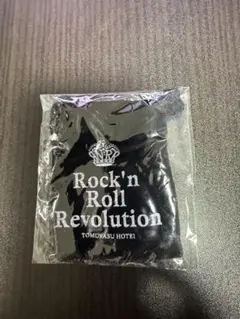 Rock'n
Roll
Revolution
TOMOYASU HOTEI